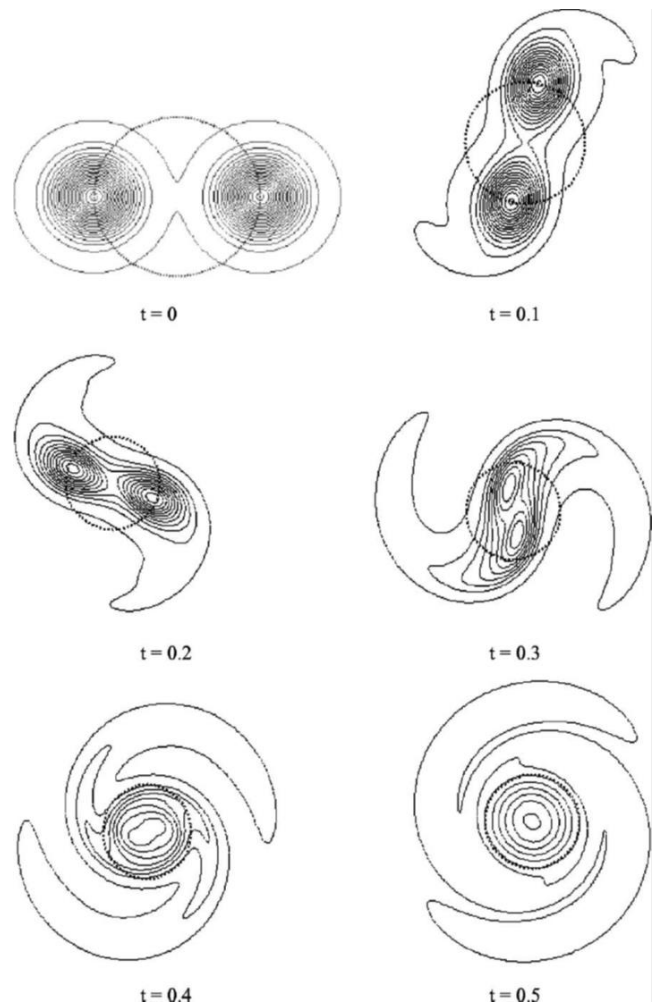 t = 0
t = 0.1
t = 0.2
t = 0.3
t = 0.4
t = 0.5